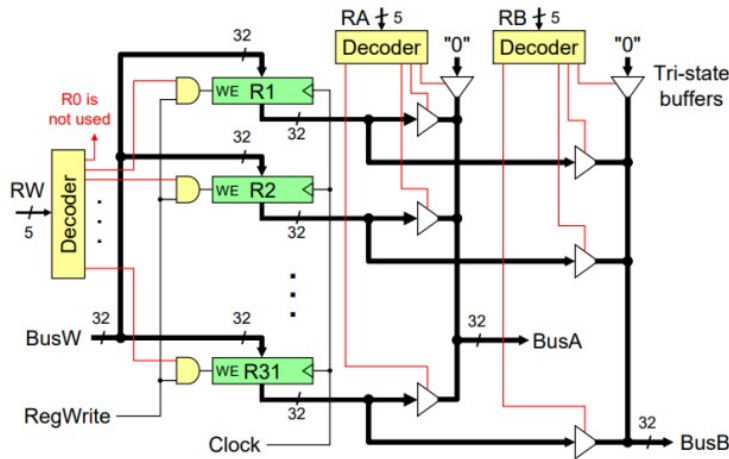 RA 5 RB 5
32 32 Decoder "0" Decoder "0"
Tri-state
buffers
R0 is
not used
WE R1
32
32 32
RW
5
Decoder
WE R2
32
. . .
. . .
32 32
BusW 32
BusA
WE R31
32
RegWrite
Clock
32
BusB